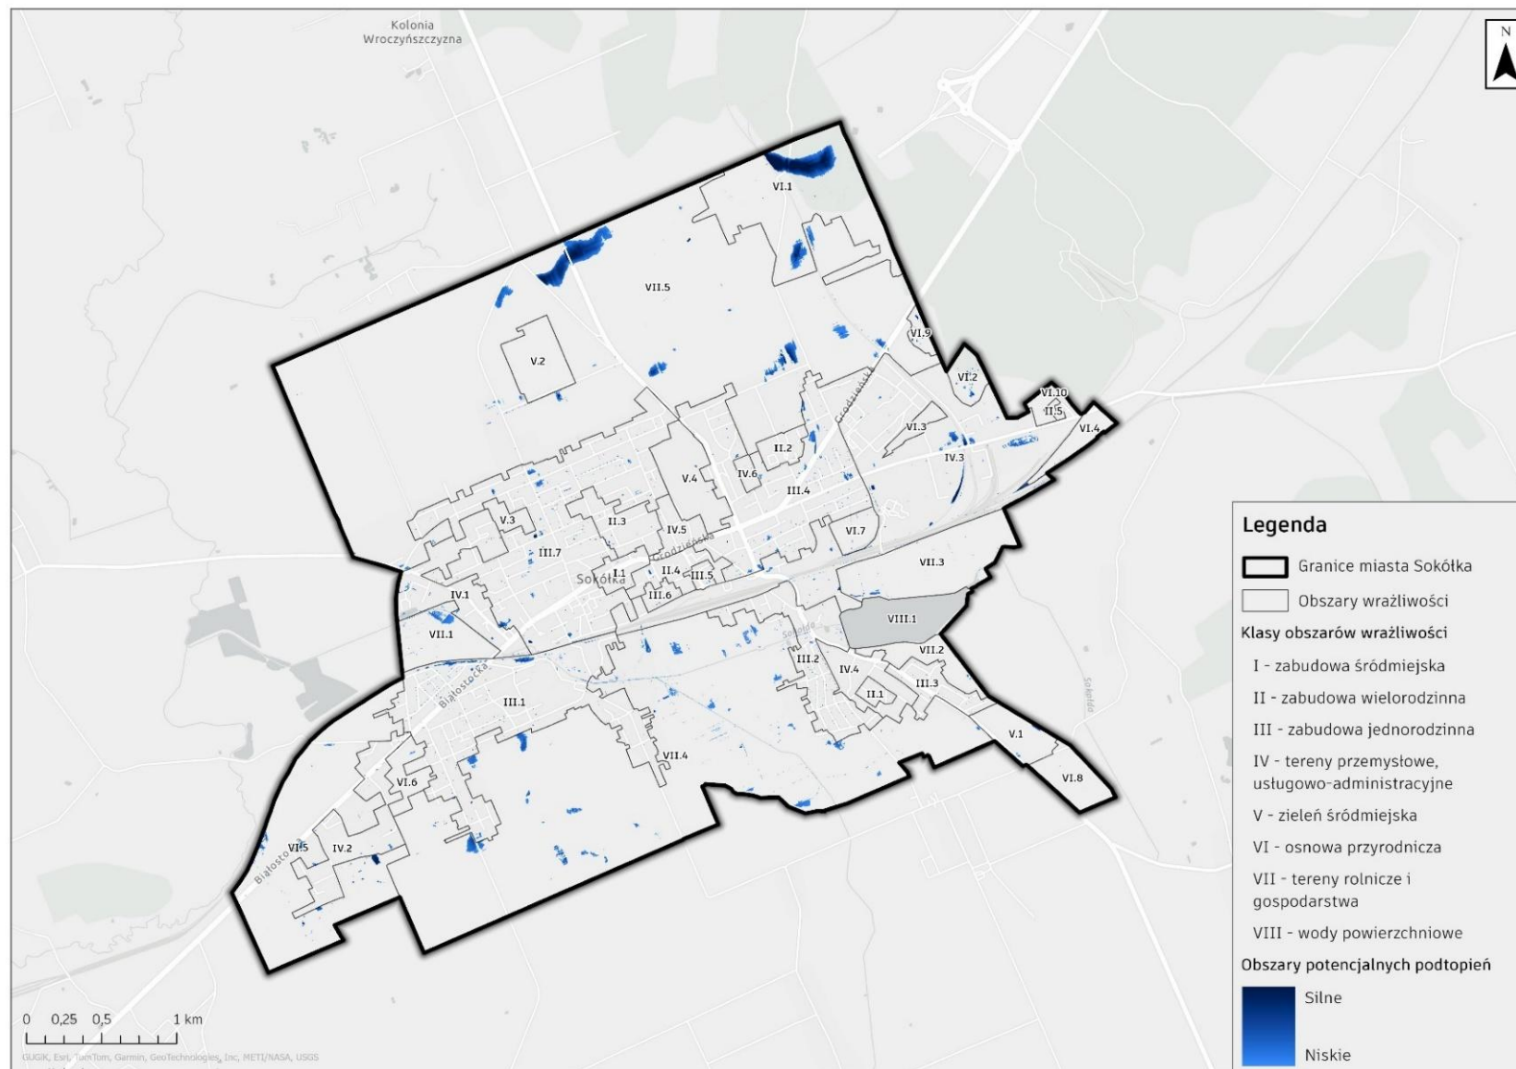 Kolonia
Wroczyńszczyzna
N
VI.1
VII.5
V.2
VI.9
VI.2
VI.10
II.5
VI.4
Grodzieńska
VI.3
IV.3
II.2
IV.6
V.4
III.4
V.3
II.3
IV.5
VI.7
III.7
Grodzieńska
Sokółka
I.1
II.4
III.5
III.6
VII.3
IV.1
VII.1
VIII.1
Sokółda
VII.2
III.2
IV.4
III.3
II.1
Sokółda
Białostocka
III.1
V.1
VII.4
VI.8
VI.6
VI.5
IV.2
Legenda
Granice miasta Sokółka
Obszary wrażliwości
Klasy obszarów wrażliwości
I - zabudowa śródmiejska
II - zabudowa wielorodzinna
III - zabudowa jednorodzinna
IV - tereny przemysłowe,
usługowo-administracyjne
V - zieleń śródmiejska
VI - osnowa przyrodnicza
VII - tereny rolnicze i
gospodarstwa
VIII - wody powierzchniowe
Obszary potencjalnych podtopień
Silne
Niskie
0 0,25 0,5 1 km
GUGiK, Esri, TomTom, Garmin, GeoTechnologies, Inc, METI/NASA, USGS